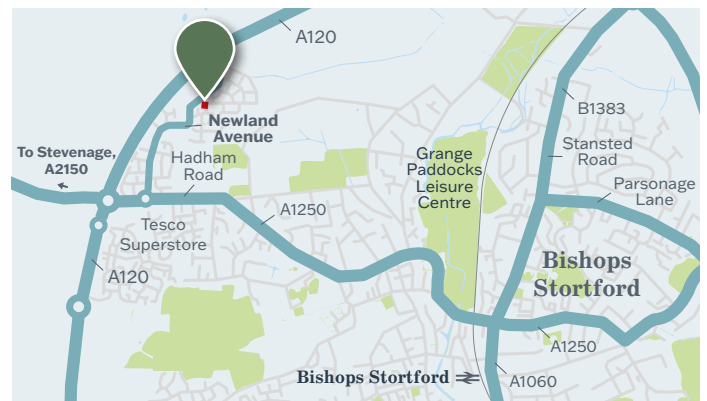 A120
B1383
Newland
Avenue
To Stevenage,
A2150
Hadham
Road
Grange
Paddocks
Leisure
Centre
Stansted
Road
Parsonage
Lane
A1250
Tesco
Superstore
A120
Bishops
Stortford
A1250
Bishops Stortford
A1060